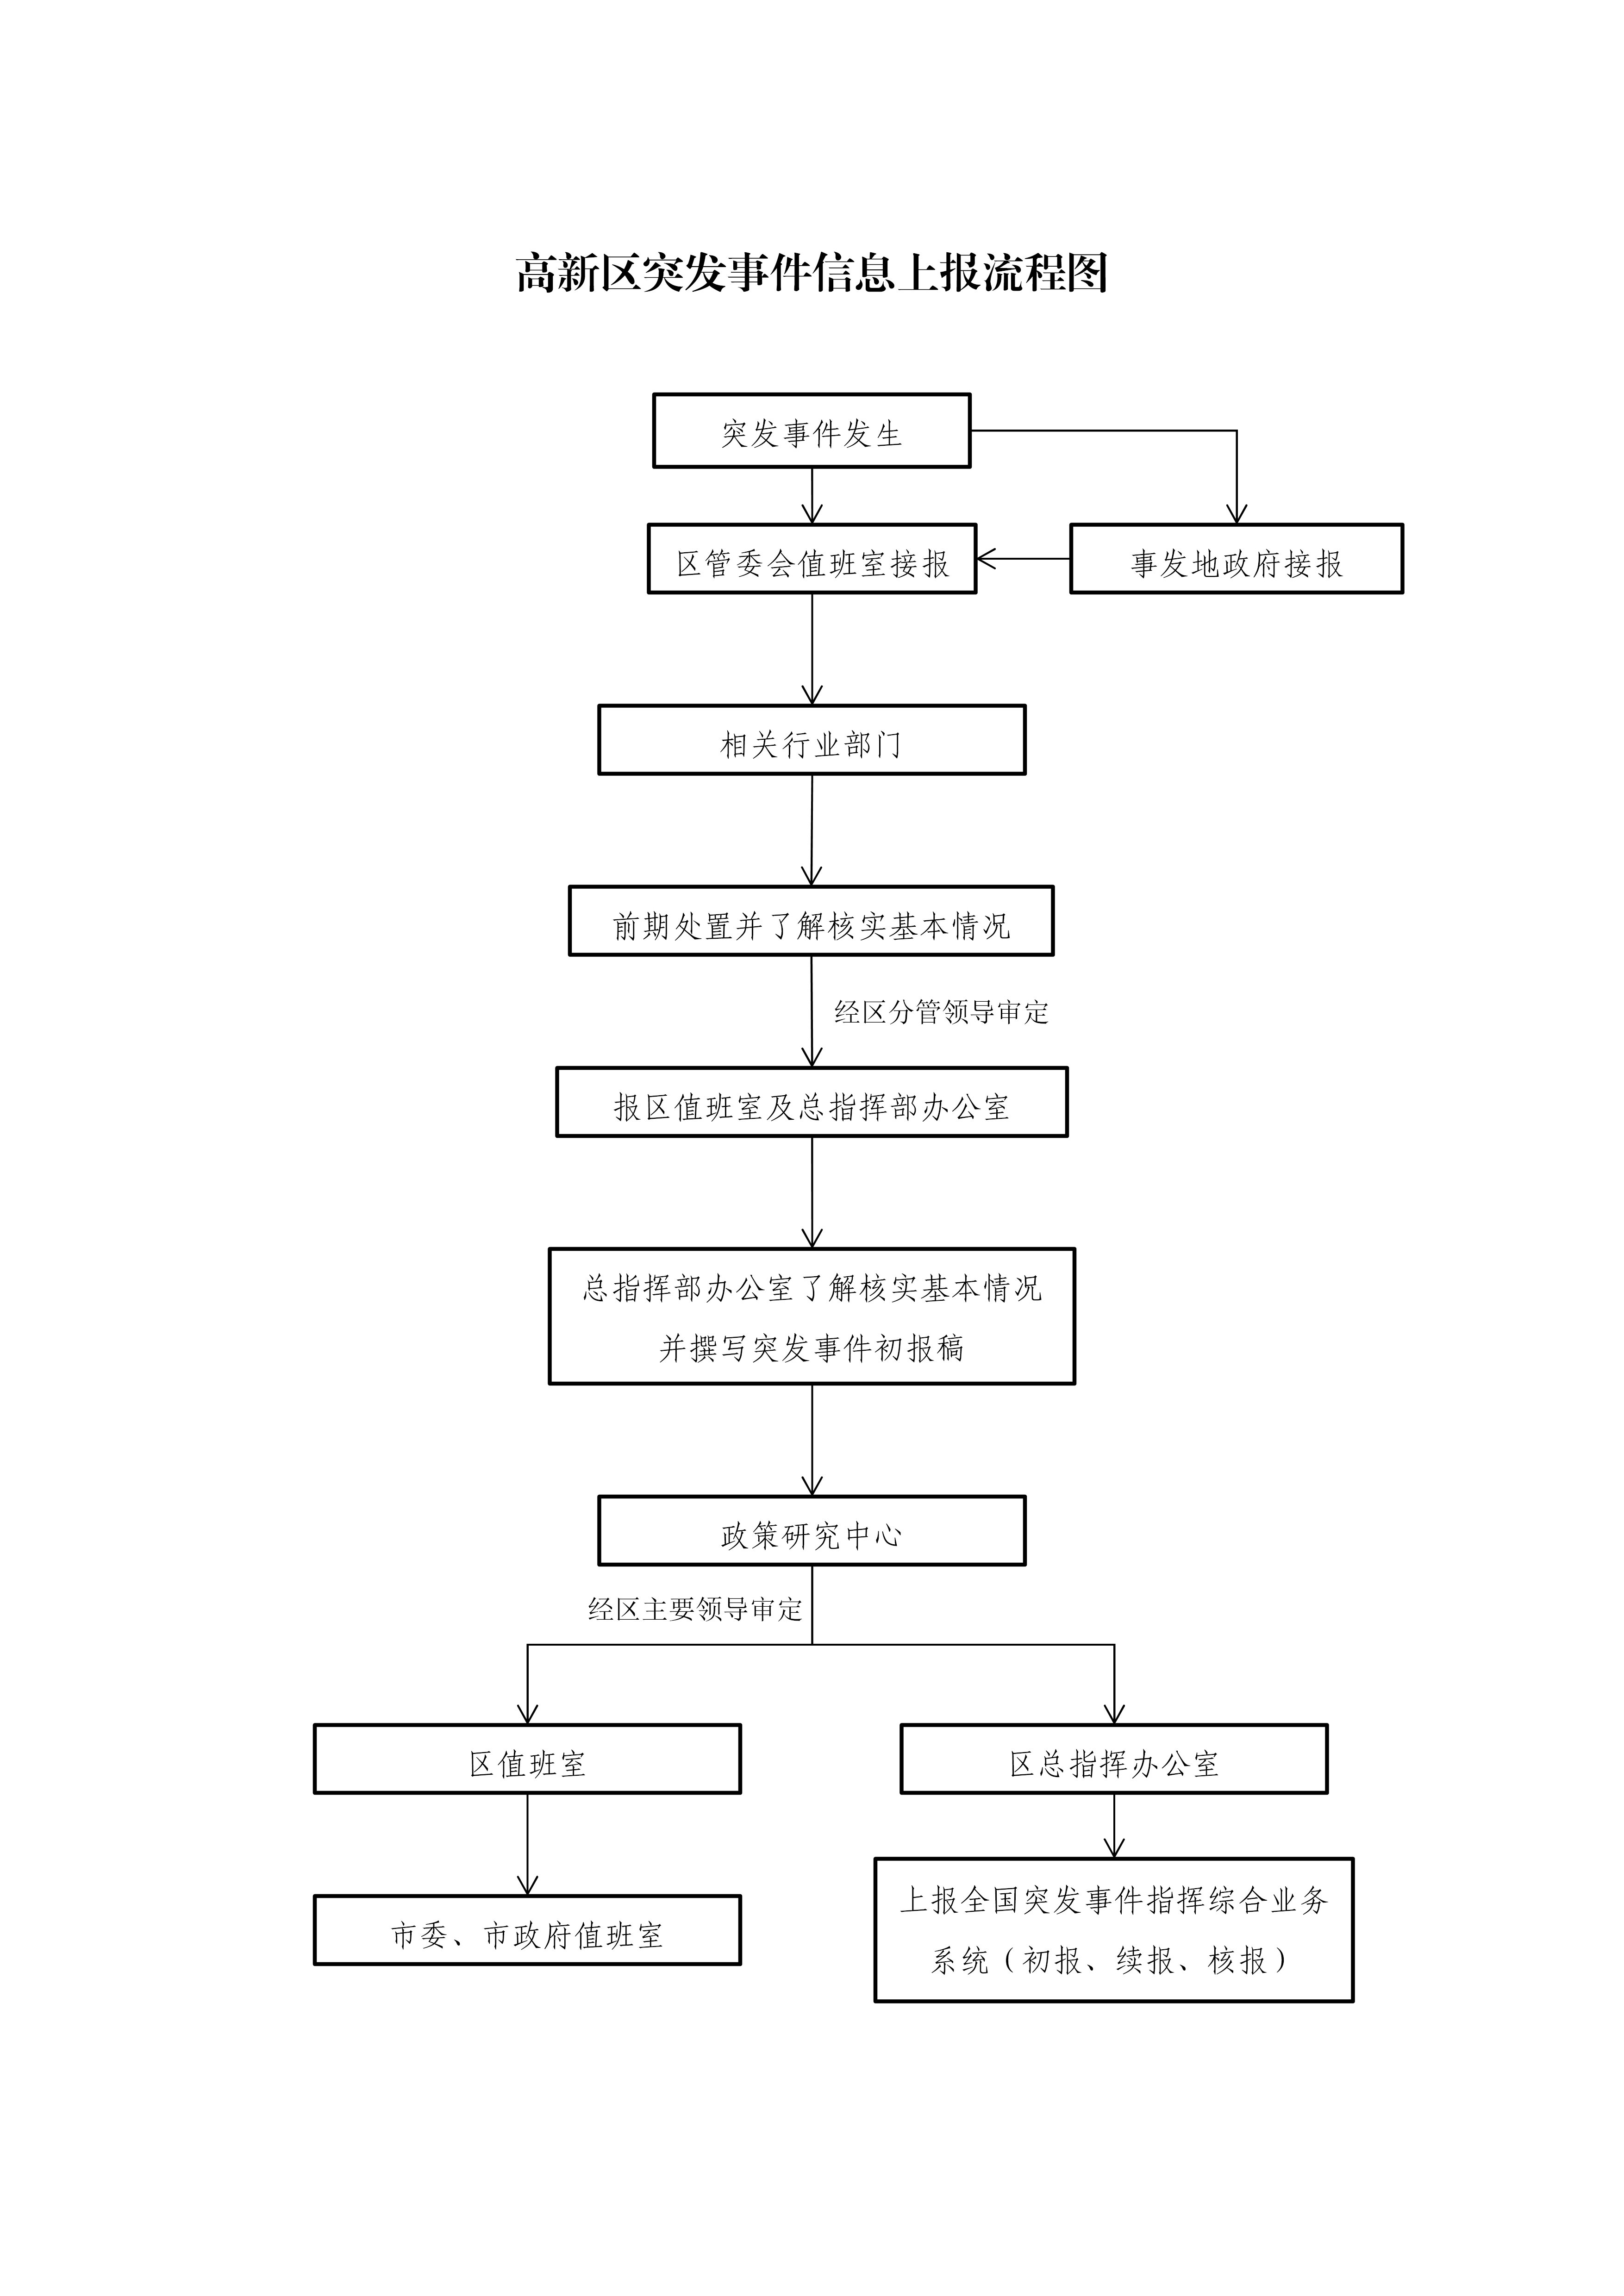 高新区突发事件信息上报流程图
突发事件发生
区管委会值班室接报
事发地政府接报
相关行业部门
前期处置并了解核实基本情况
经区分管领导审定
报区值班室及总指挥部办公室
总指挥部办公室了解核实基本情况
并撰写突发事件初报稿
政策研究中心
经区主要领导审定
区值班室
区总指挥办公室
市委、市政府值班室
上报全国突发事件指挥综合业务
系统（初报、续报、核报）